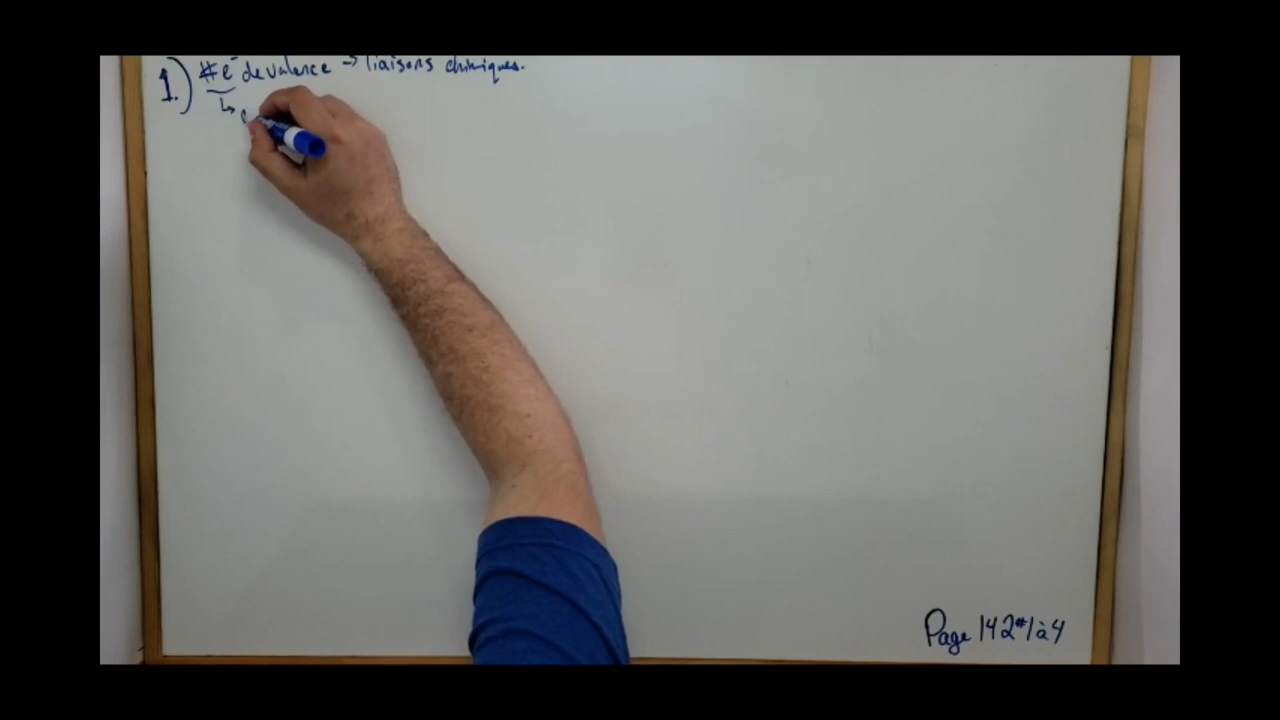 1.) # e⁻ de valence → liaisons chimiques.
↳
Page 142 #1 à 4